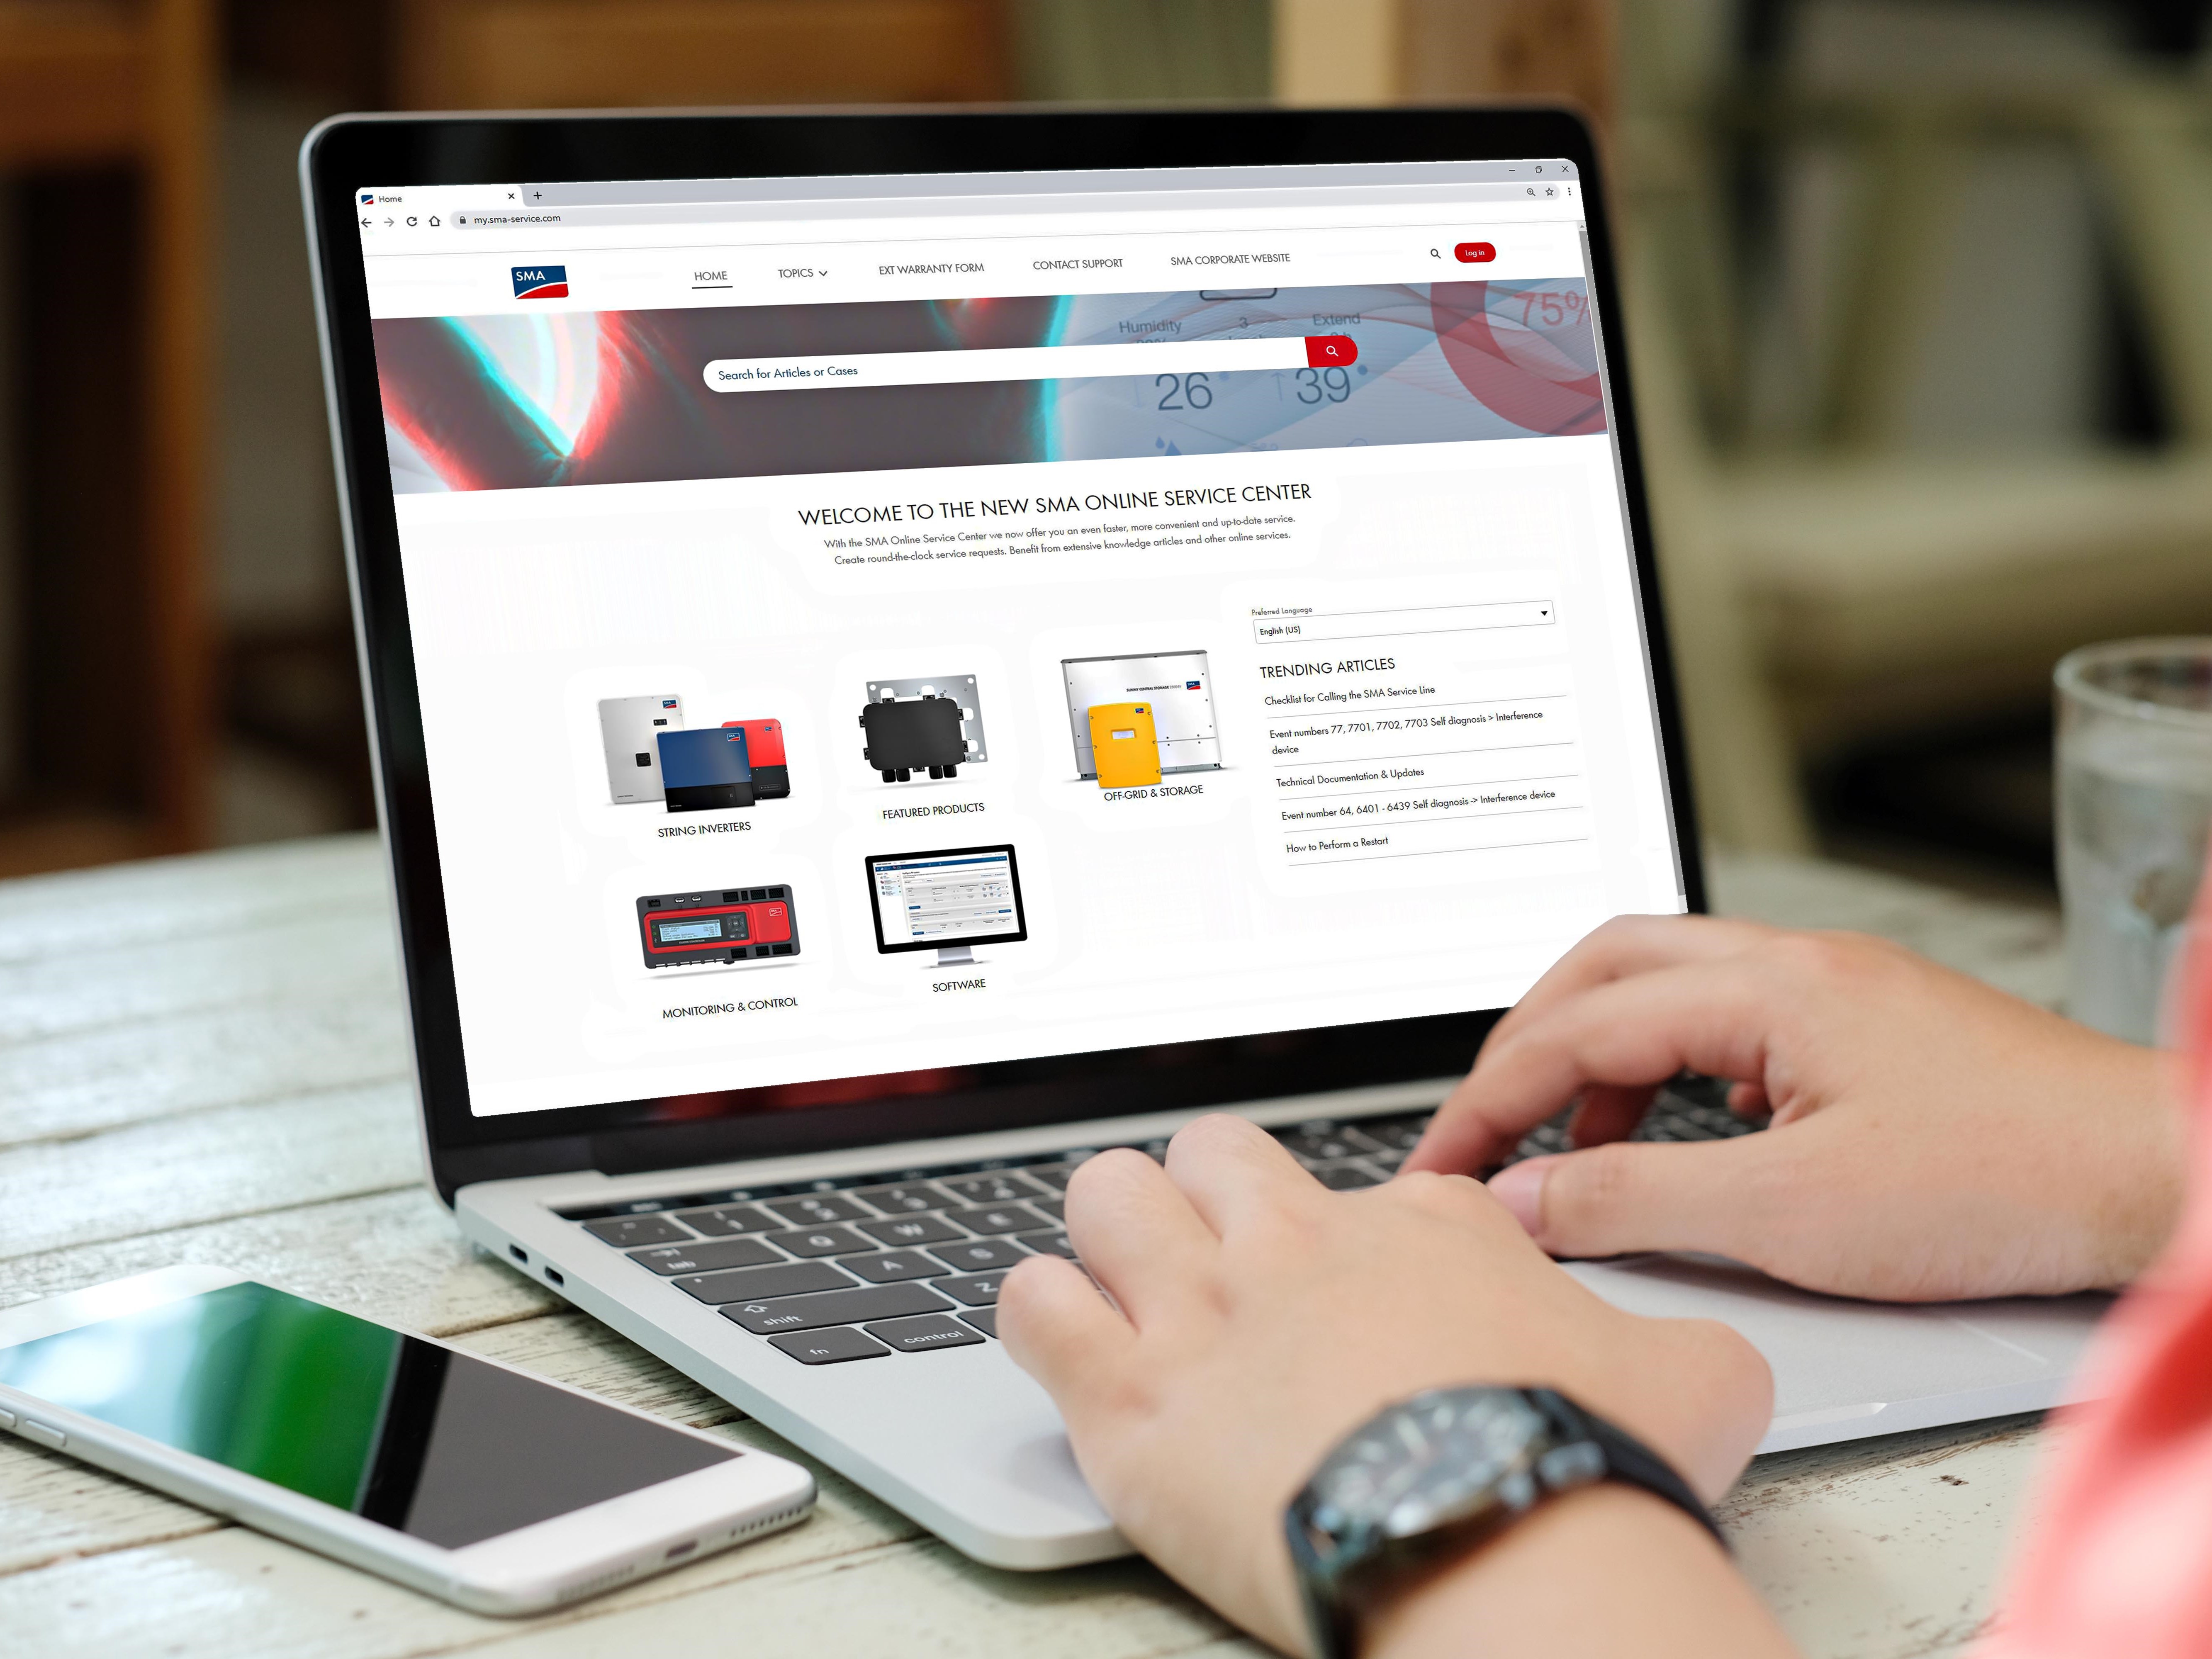 Home
my.sma-service.com
SMA
HOME
TOPICS
EXT WARRANTY FORM
CONTACT SUPPORT
SMA CORPORATE WEBSITE
Log in
Humidity
3
Extend
75%
Search for Articles or Cases
26
39
WELCOME TO THE NEW SMA ONLINE SERVICE CENTER
With the SMA Online Service Center we now offer you an even faster, more convenient and up-to-date service.
Create round-the-clock service requests. Benefit from extensive knowledge articles and other online services.
Preferred Language
English (US)
TRENDING ARTICLES
Checklist for Calling the SMA Service Line
Event numbers 77, 7701, 7702, 7703 Self diagnosis > Interference
device
Technical Documentation & Updates
Event number 64, 6401 - 6439 Self diagnosis -> Interference device
How to Perform a Restart
SUNNY CENTRAL STORAGE
STRING INVERTERS
FEATURED PRODUCTS
OFF-GRID & STORAGE
MONITORING & CONTROL
SOFTWARE
Q
W
E
tab
A
S
Z
shift
fn
control